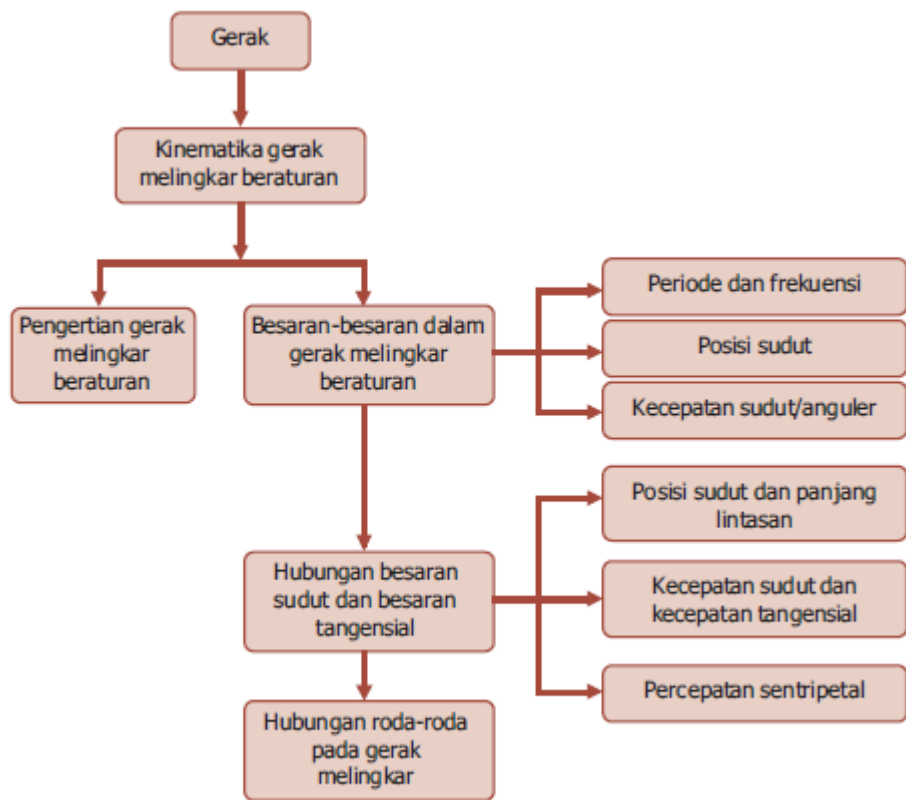 Gerak
Kinematika gerak
melingkar beraturan
Pengertian gerak
melingkar
beraturan
Besaran-besaran dalam
gerak melingkar
beraturan
Periode dan frekuensi
Posisi sudut
Kecepatan sudut/anguler
Hubungan besaran
sudut dan besaran
tangensial
Posisi sudut dan panjang
lintasan
Kecepatan sudut dan
kecepatan tangensial
Percepatan sentripetal
Hubungan roda-roda
pada gerak
melingkar